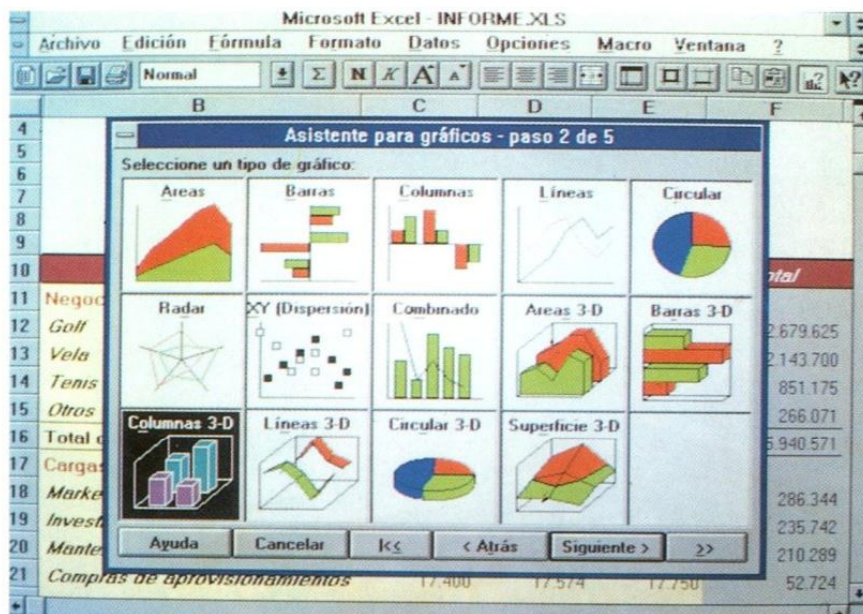 Microsoft Excel - INFORME.XLS
Archivo Edición Fórmula Formato Datos Opciones Macro Ventana ?
Normal Σ N K A A
B C D E F
Asistente para gráficos - paso 2 de 5
Seleccione un tipo de gráfico:
Areas Barras Columnas Líneas Circular
Radar XY (Dispersión) Combinado Areas 3-D Barras 3-D
Columnas 3-D Líneas 3-D Circular 3-D Superficie 3-D
Ayuda Cancelar |<< < Atrás Siguiente > >>
4
5
6
7
8
9
10
11 Negoc
12 Golf 2.679.625
13 Vela 2.143.700
14 Tenis 851.175
15 Otros 266.071
16 Total 5.940.571
17 Cargas
18 Marke 286.344
19 Invest 235.742
20 Mante 210.289
21 Compras de aprovisionamientos 17.400 17.574 17.750 52.724